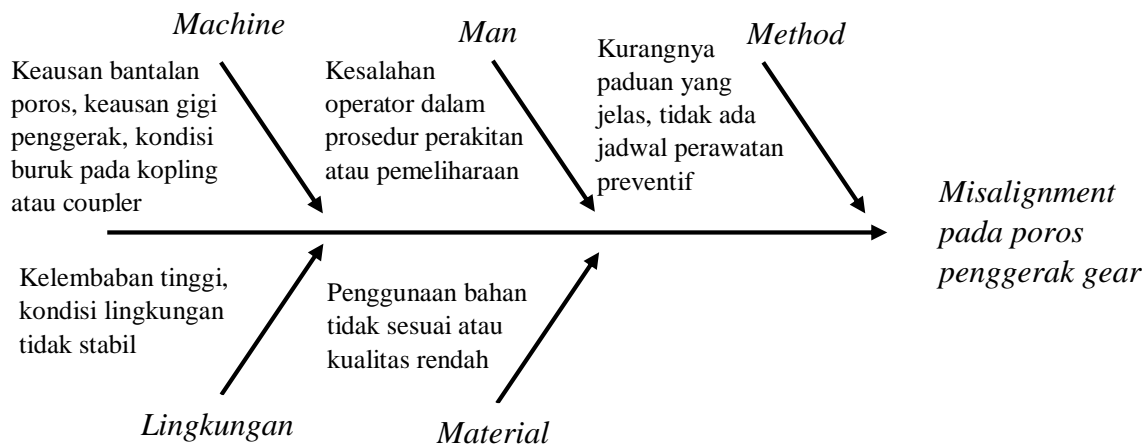 Machine
Man
Method
Keausan bantalan
poros, keausan gigi
penggerak, kondisi
buruk pada kopling
atau coupler
Kesalahan
operator dalam
prosedur perakitan
atau pemeliharaan
Kurangnya
paduan yang
jelas, tidak ada
jadwal perawatan
preventif
Misalignment
pada poros
penggerak gear
Kelembaban tinggi,
kondisi lingkungan
tidak stabil
Penggunaan bahan
tidak sesuai atau
kualitas rendah
Lingkungan
Material